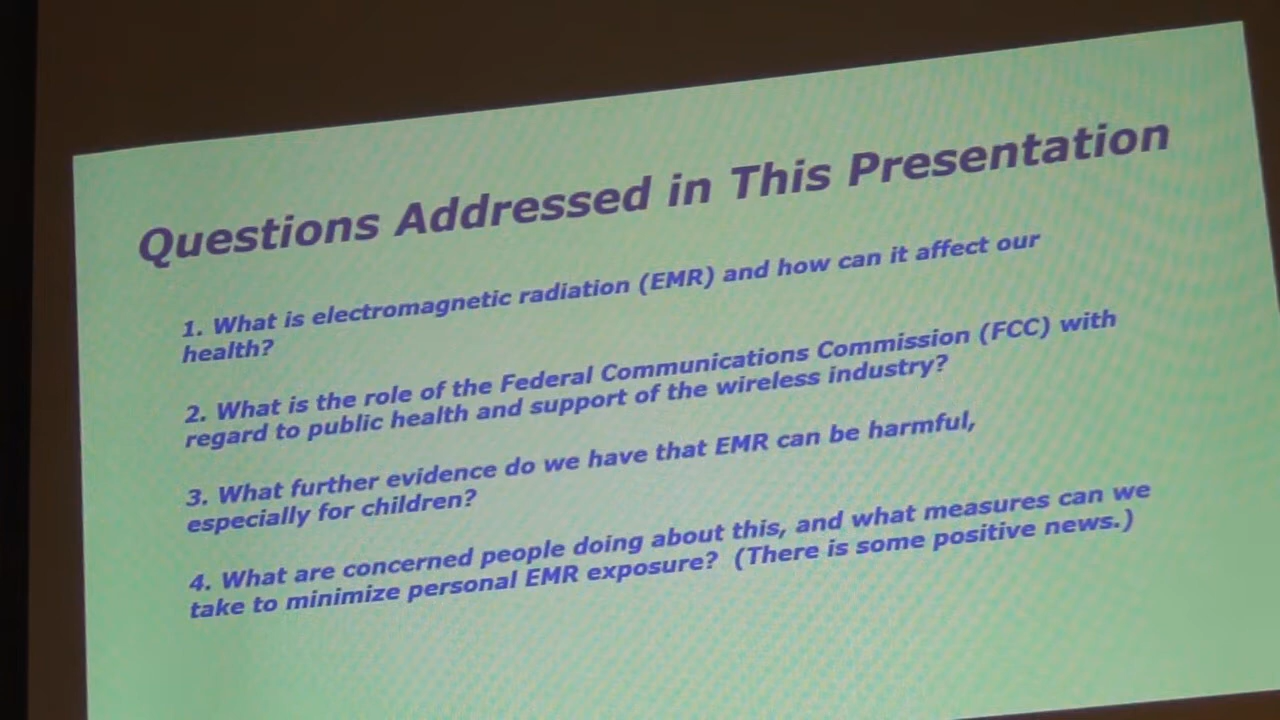 Questions Addressed in This Presentation
1. What is electromagnetic radiation (EMR) and how can it affect our
health?
2. What is the role of the Federal Communications Commission (FCC) with
regard to public health and support of the wireless industry?
3. What further evidence do we have that EMR can be harmful,
especially for children?
4. What are concerned people doing about this, and what measures can we
take to minimize personal EMR exposure? (There is some positive news.)